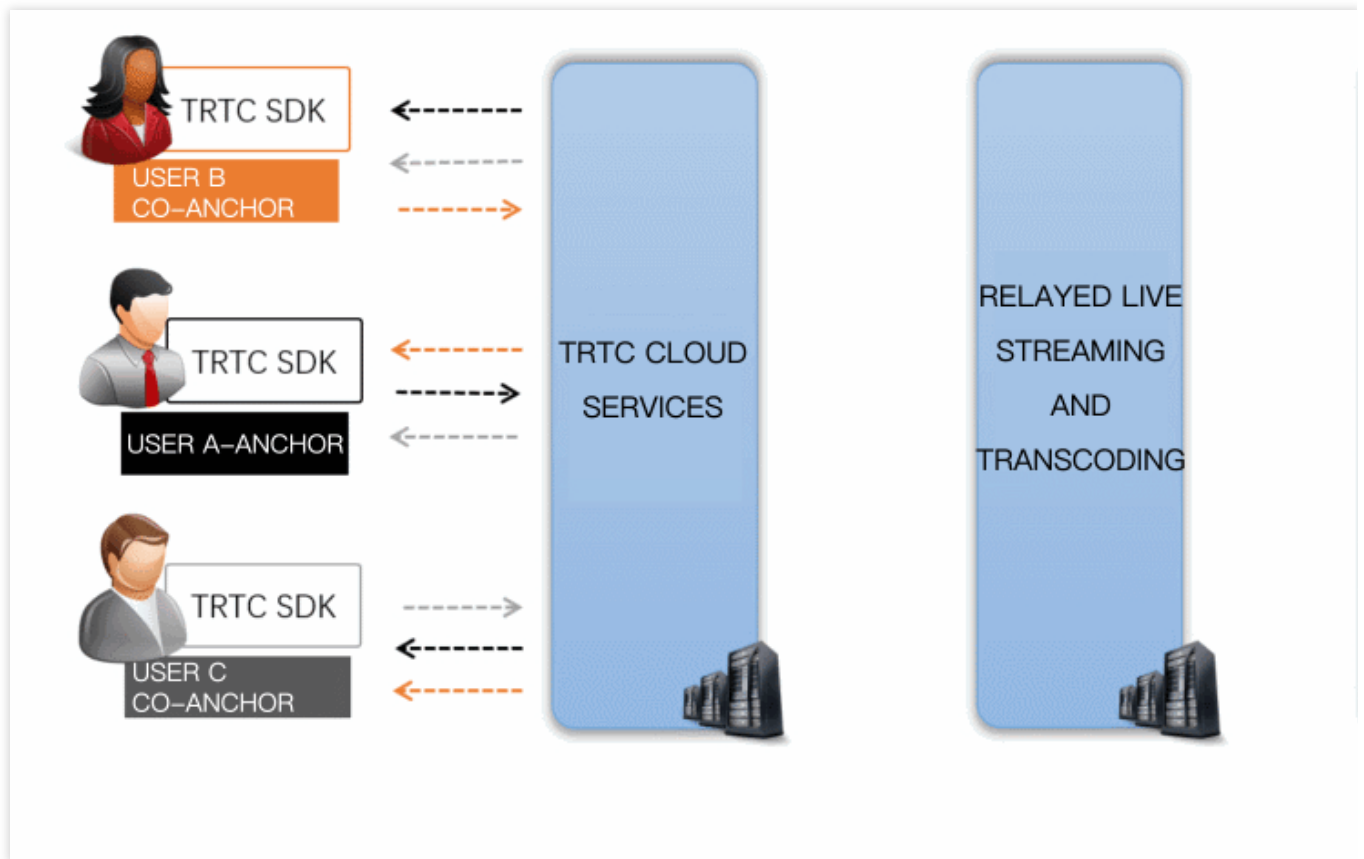 TRTC SDK
USER B
CO-ANCHOR
TRTC SDK
USER A-ANCHOR
TRTC SDK
USER C
CO-ANCHOR
TRTC CLOUD
SERVICES
RELAYED LIVE
STREAMING
AND
TRANSCODING